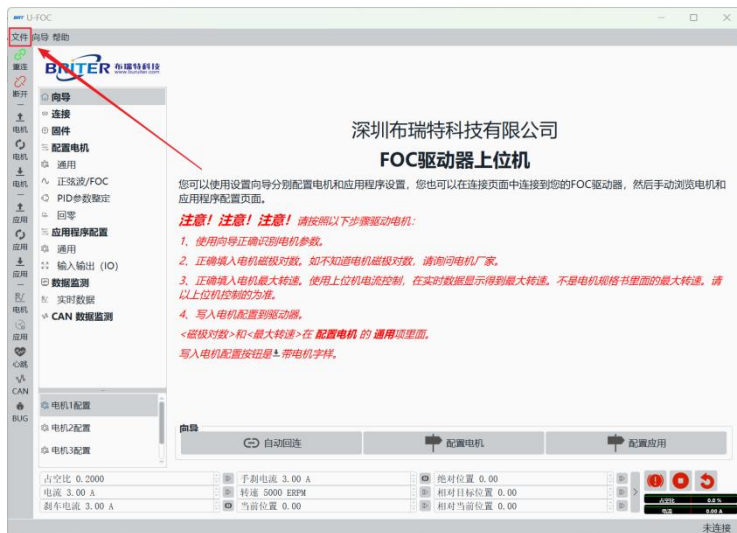 BRT U-FOC
文件 向导 帮助
重连
断开
电机
电机
电机
应用
应用
应用
电机
应用
心跳
CAN
BUG
BRITER 布瑞特科技
www.buruiter.com
向导
连接
固件
配置电机
通用
正弦波/FOC
PID参数整定
回零
应用程序配置
通用
输入输出（IO）
数据监测
实时数据
CAN 数据监测
电机1配置
电机2配置
电机3配置
深圳布瑞特科技有限公司
FOC驱动器上位机
您可以使用设置向导分别配置电机和应用程序设置，您也可以在连接页面中连接到您的FOC驱动器，然后手动浏览电机和
应用程序配置页面。
注意！注意！注意！请按照以下步骤驱动电机：
1、使用向导正确识别电机参数。
2、正确填入电机磁极对数。如不知道电机磁极对数，请询问电机厂家。
3、正确填入电机最大转速。使用上位机电流控制，在实时数据显示得到最大转速。不是电机规格书里面的最大转速。请
以上位机控制的为准。
4、写入电机配置到驱动器。
<磁极对数>和<最大转速>在 配置电机 的 通用项里面。
写入电机配置按钮是 带电机字样。
向导
自动回连 配置电机 配置应用
占空比 0.2000 手刹电流 3.00 A 绝对位置 0.00
电流 3.00 A 转速 5000 ERPM 相对目标位置 0.00
刹车电流 3.00 A 当前位置 0.00 相对当前位置 0.00
占空比 0.0 %
电流 0.00 A
未连接